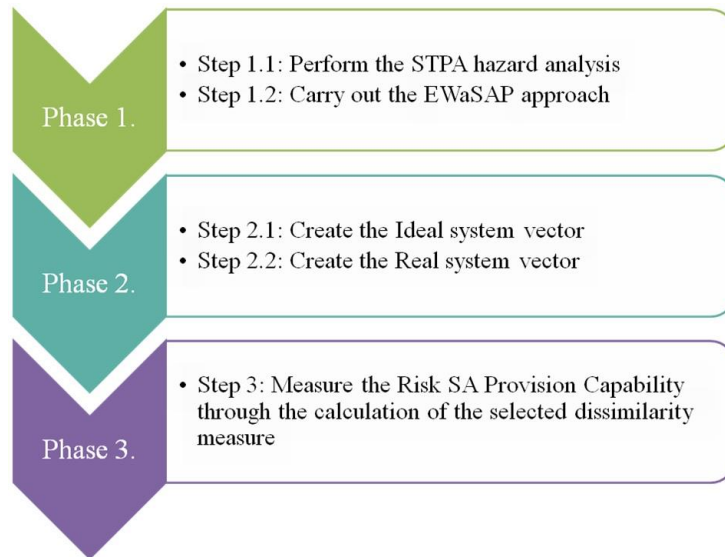 Phase 1.
• Step 1.1: Perform the STPA hazard analysis
• Step 1.2: Carry out the EWaSAP approach
Phase 2.
• Step 2.1: Create the Ideal system vector
• Step 2.2: Create the Real system vector
Phase 3.
• Step 3: Measure the Risk SA Provision Capability
through the calculation of the selected dissimilarity
measure